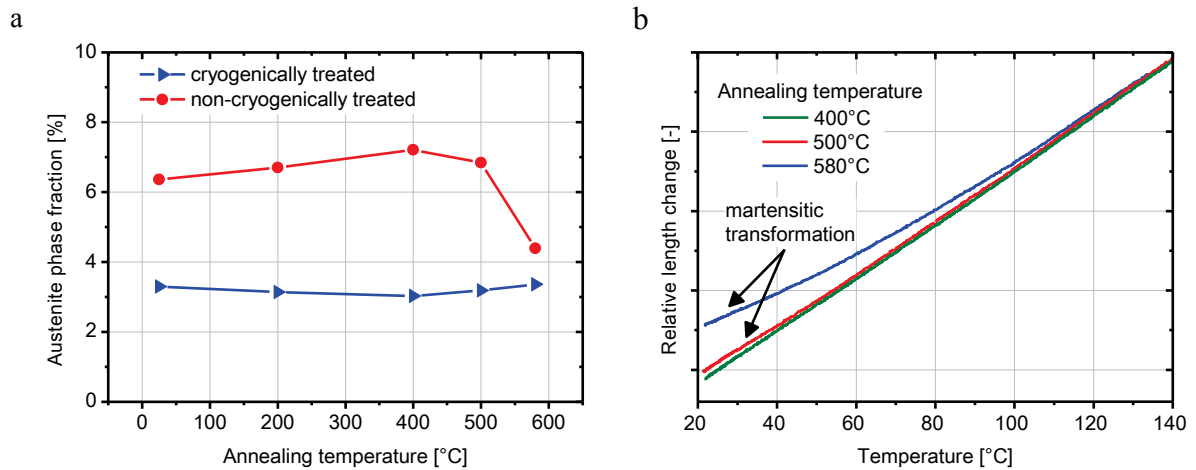 a
10
8
6
4
2
0
Austenite phase fraction [%]
cryogenically treated
non-cryogenically treated
0 100 200 300 400 500 600
Annealing temperature [°C]
b
Relative length change [-]
Annealing temperature
400°C
500°C
580°C
martensitic
transformation
20 40 60 80 100 120 140
Temperature [°C]